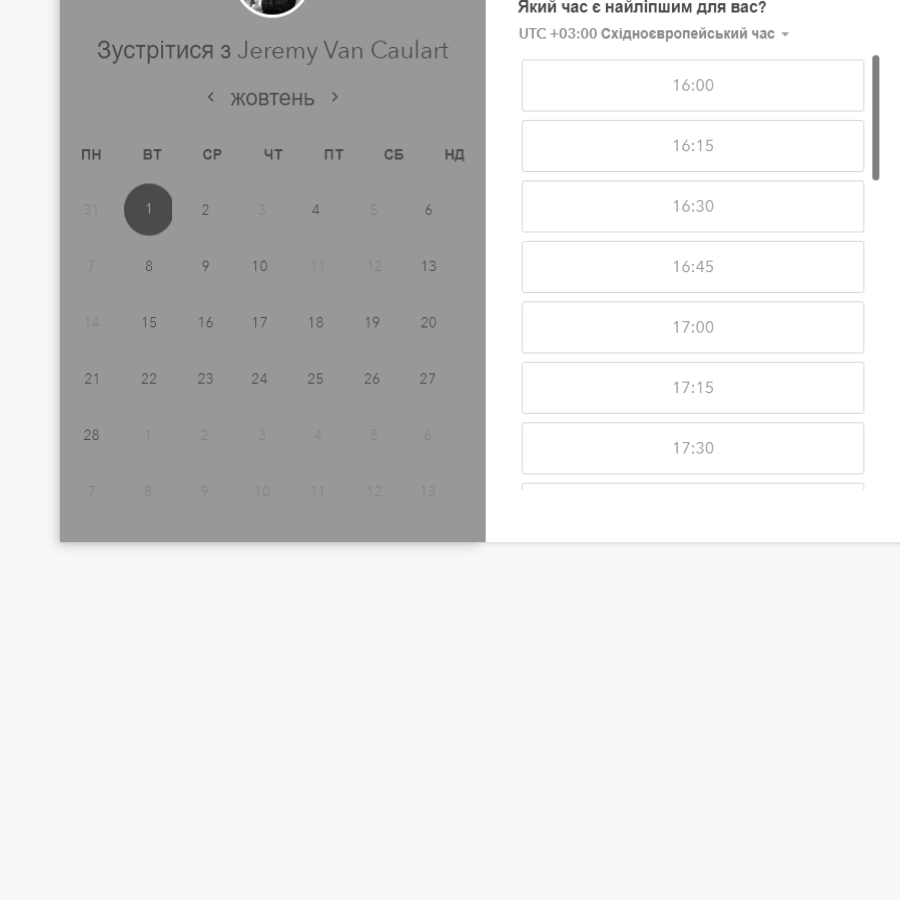 Зустрітися з Jeremy Van Caulart
жовтень
ПН ВТ СР ЧТ ПТ СБ НД
31 1 2 3 4 5 6
7 8 9 10 11 12 13
14 15 16 17 18 19 20
21 22 23 24 25 26 27
28 1 2 3 4 5 6
7 8 9 10 11 12 13
Який час є найліпшим для вас?
UTC +03:00 Східноєвропейський час
16:00
16:15
16:30
16:45
17:00
17:15
17:30